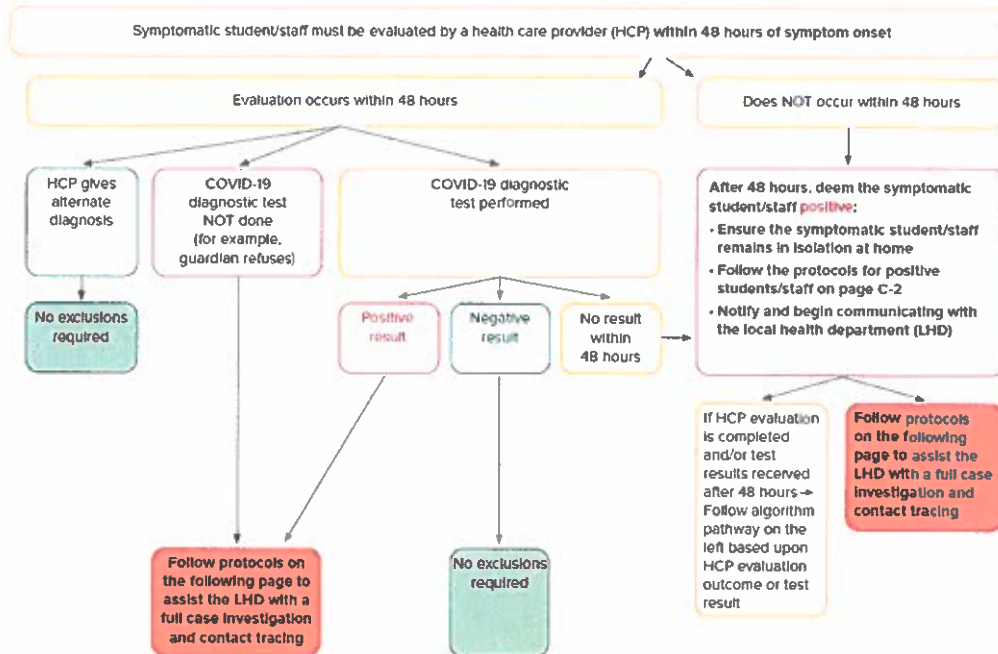 Symptomatic student/staff must be evaluated by a health care provider (HCP) within 48 hours of symptom onset
Evaluation occurs within 48 hours
Does NOT occur within 48 hours
HCP gives
alternate
diagnosis
COVID-19
diagnostic test
NOT done
(for example,
guardian refuses)
COVID-19 diagnostic
test performed
After 48 hours, deem the symptomatic
student/staff positive:
• Ensure the symptomatic student/staff
remains in isolation at home
• Follow the protocols for positive
students/staff on page C-2
• Notify and begin communicating with
the local health department (LHD)
No exclusions
required
Positive
result
Negative
result
No result
within
48 hours
If HCP evaluation
is completed
and/or test
results received
after 48 hours →
Follow algorithm
pathway on the
left based upon
HCP evaluation
outcome or test
result
Follow protocols
on the following
page to assist the
LHD with a full case
investigation and
contact tracing
Follow protocols on
the following page to
assist the LHD with a
full case investigation
and contact tracing
No exclusions
required